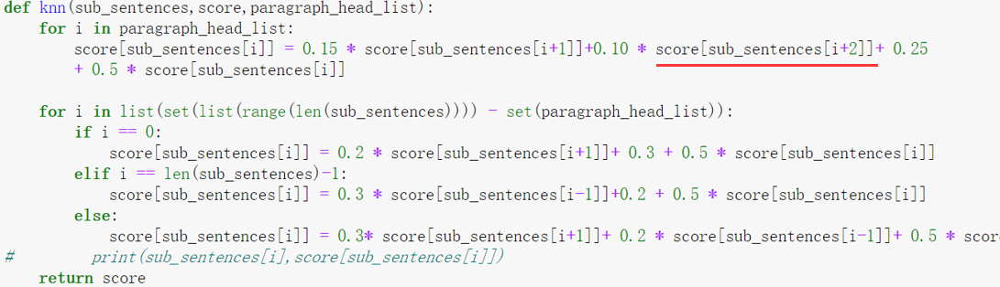 def knn(sub_sentences,score,paragraph_head_list):
    for i in paragraph_head_list:
        score[sub_sentences[i]] = 0.15 * score[sub_sentences[i+1]]+0.10 * score[sub_sentences[i+2]]+ 0.25
        + 0.5 * score[sub_sentences[i]]

    for i in list(set(list(range(len(sub_sentences)))) - set(paragraph_head_list)):
        if i == 0:
            score[sub_sentences[i]] = 0.2 * score[sub_sentences[i+1]]+ 0.3 + 0.5 * score[sub_sentences[i]]
        elif i == len(sub_sentences)-1:
            score[sub_sentences[i]] = 0.3 * score[sub_sentences[i-1]]+0.2 + 0.5 * score[sub_sentences[i]]
        else:
            score[sub_sentences[i]] = 0.3* score[sub_sentences[i+1]]+ 0.2 * score[sub_sentences[i-1]]+ 0.5 *
#         print(sub_sentences[i],score[sub_sentences[i]])
    return score